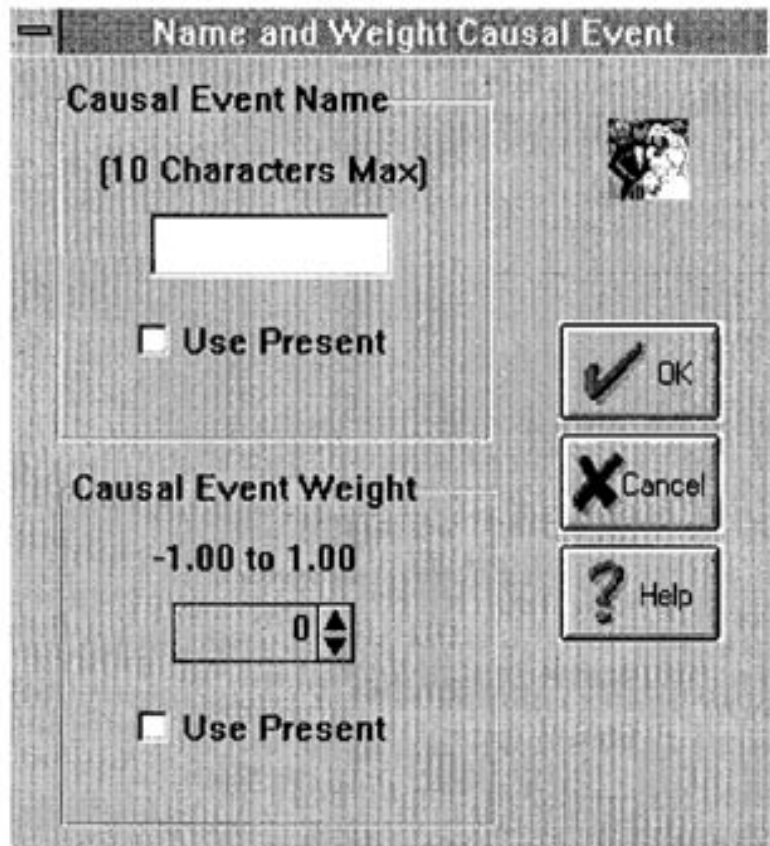 Name and Weight Causal Event
Causal Event Name
(10 Characters Max)
Use Present
OK
Cancel
Help
Causal Event Weight
-1.00 to 1.00
0
Use Present